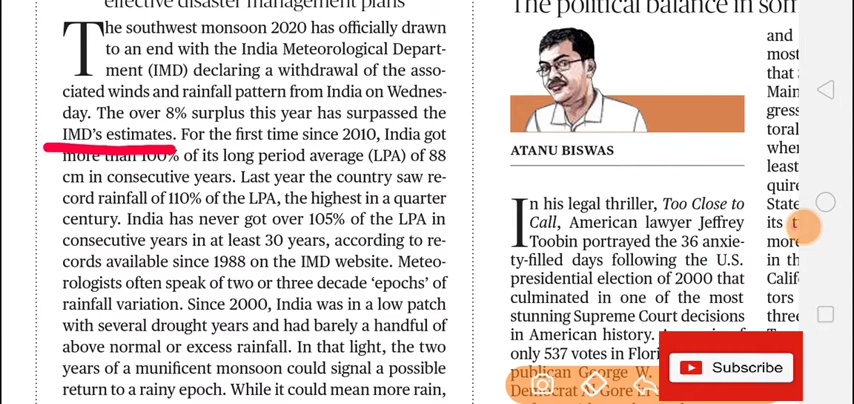 effective disaster management plans
The southwest monsoon 2020 has officially drawn
to an end with the India Meteorological Depart-
ment (IMD) declaring a withdrawal of the asso-
ciated winds and rainfall pattern from India on Wednes-
day. The over 8% surplus this year has surpassed the
IMD's estimates. For the first time since 2010, India got
more than 100% of its long period average (LPA) of 88
cm in consecutive years. Last year the country saw re-
cord rainfall of 110% of the LPA, the highest in a quarter
century. India has never got over 105% of the LPA in
consecutive years in at least 30 years, according to re-
cords available since 1988 on the IMD website. Meteo-
rologists often speak of two or three decade 'epochs' of
rainfall variation. Since 2000, India was in a low patch
with several drought years and had barely a handful of
above normal or excess rainfall. In that light, the two
years of a munificent monsoon could signal a possible
return to a rainy epoch. While it could mean more rain,
The political balance in som
ATANU BISWAS
In his legal thriller, Too Close to
Call, American lawyer Jeffrey
Toobin portrayed the 36 anxie-
ty-filled days following the U.S.
presidential election of 2000 that
culminated in one of the most
stunning Supreme Court decisions
in American history.
only 537 votes in Flori
publican George W.
Democrat Al Gore in
and
most
that
Main
gress
toral
when
least
quire
State
its
more
in th
Calif
tors
three
Subscribe